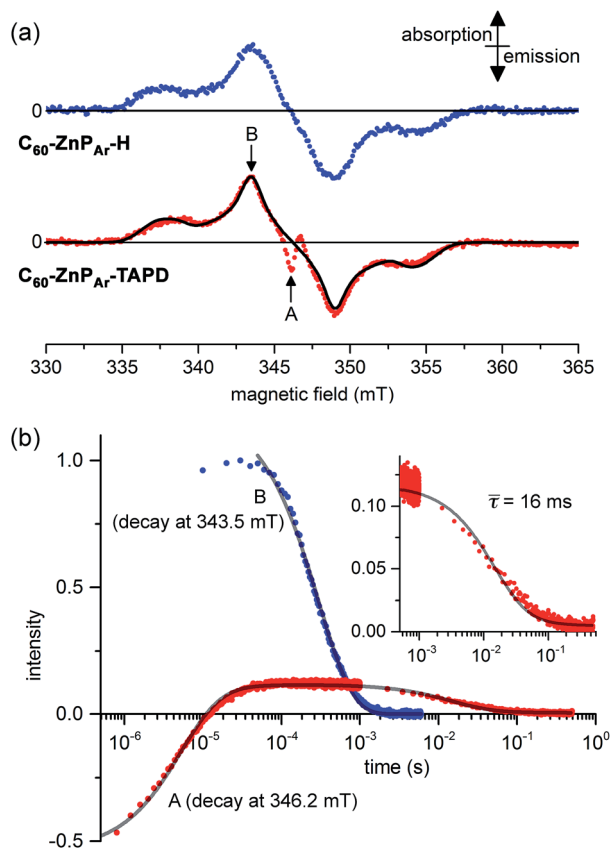 (a)
absorption
emission
0
C₆₀-ZnP_Ar-H
B
0
C₆₀-ZnP_Ar-TAPD
A
330 335 340 345 350 355 360 365
magnetic field (mT)
(b)
1.0
B
(decay at 343.5 mT)
0.5
intensity
0.0
-0.5
10⁻⁶ 10⁻⁵ 10⁻⁴ 10⁻³ 10⁻² 10⁻¹ 10⁰
time (s)
A (decay at 346.2 mT)
0.10
0.05
0.00
τ̅ = 16 ms
10⁻³ 10⁻² 10⁻¹